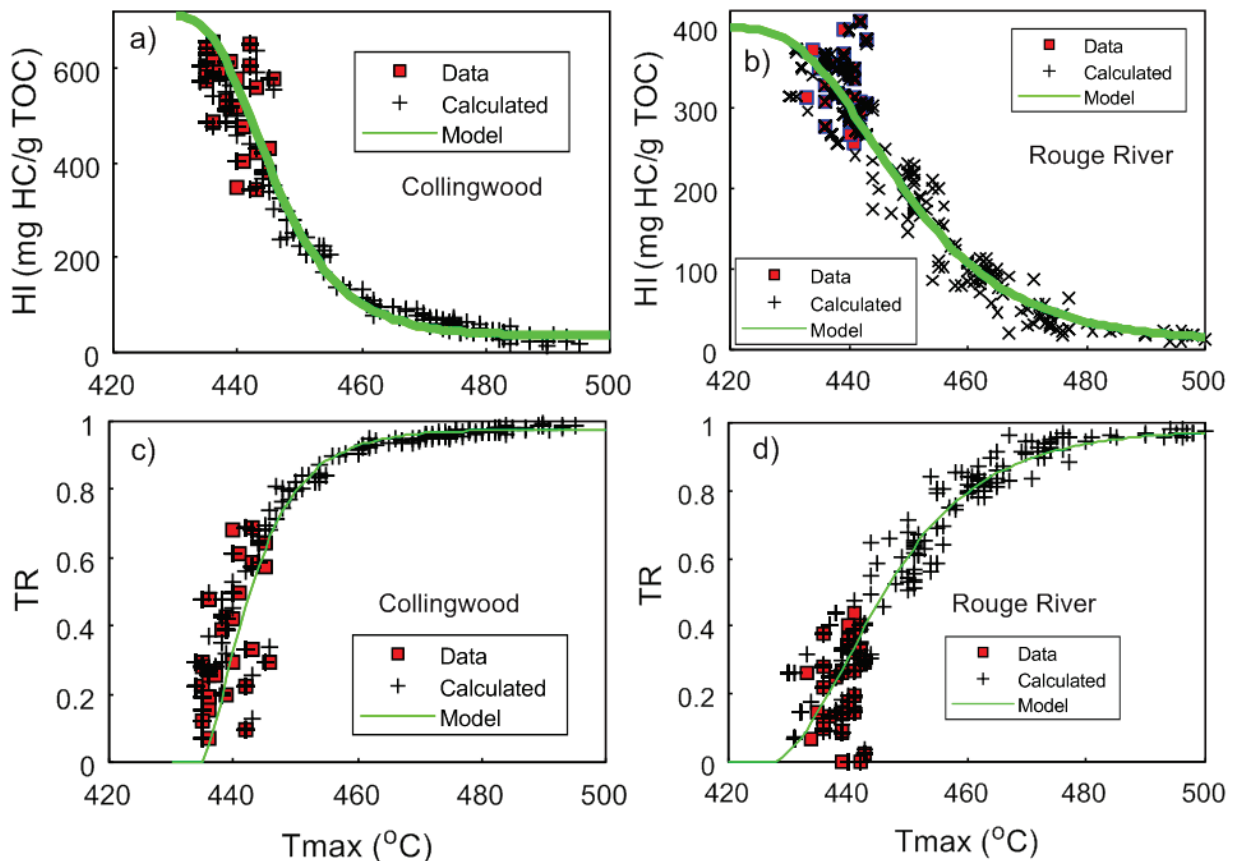 a)
HI (mg HC/g TOC)
600
400
200
0
Data
Calculated
Model
Collingwood
420
440
460
480
500
b)
HI (mg HC/g TOC)
400
300
200
100
0
Data
Calculated
Model
Rouge River
Data
Calculated
Model
420
440
460
480
500
c)
TR
1
0.8
0.6
0.4
0.2
0
Collingwood
Data
Calculated
Model
420
440
460
480
500
Tmax (°C)
d)
TR
1
0.8
0.6
0.4
0.2
0
Rouge River
Data
Calculated
Model
420
440
460
480
500
Tmax (°C)